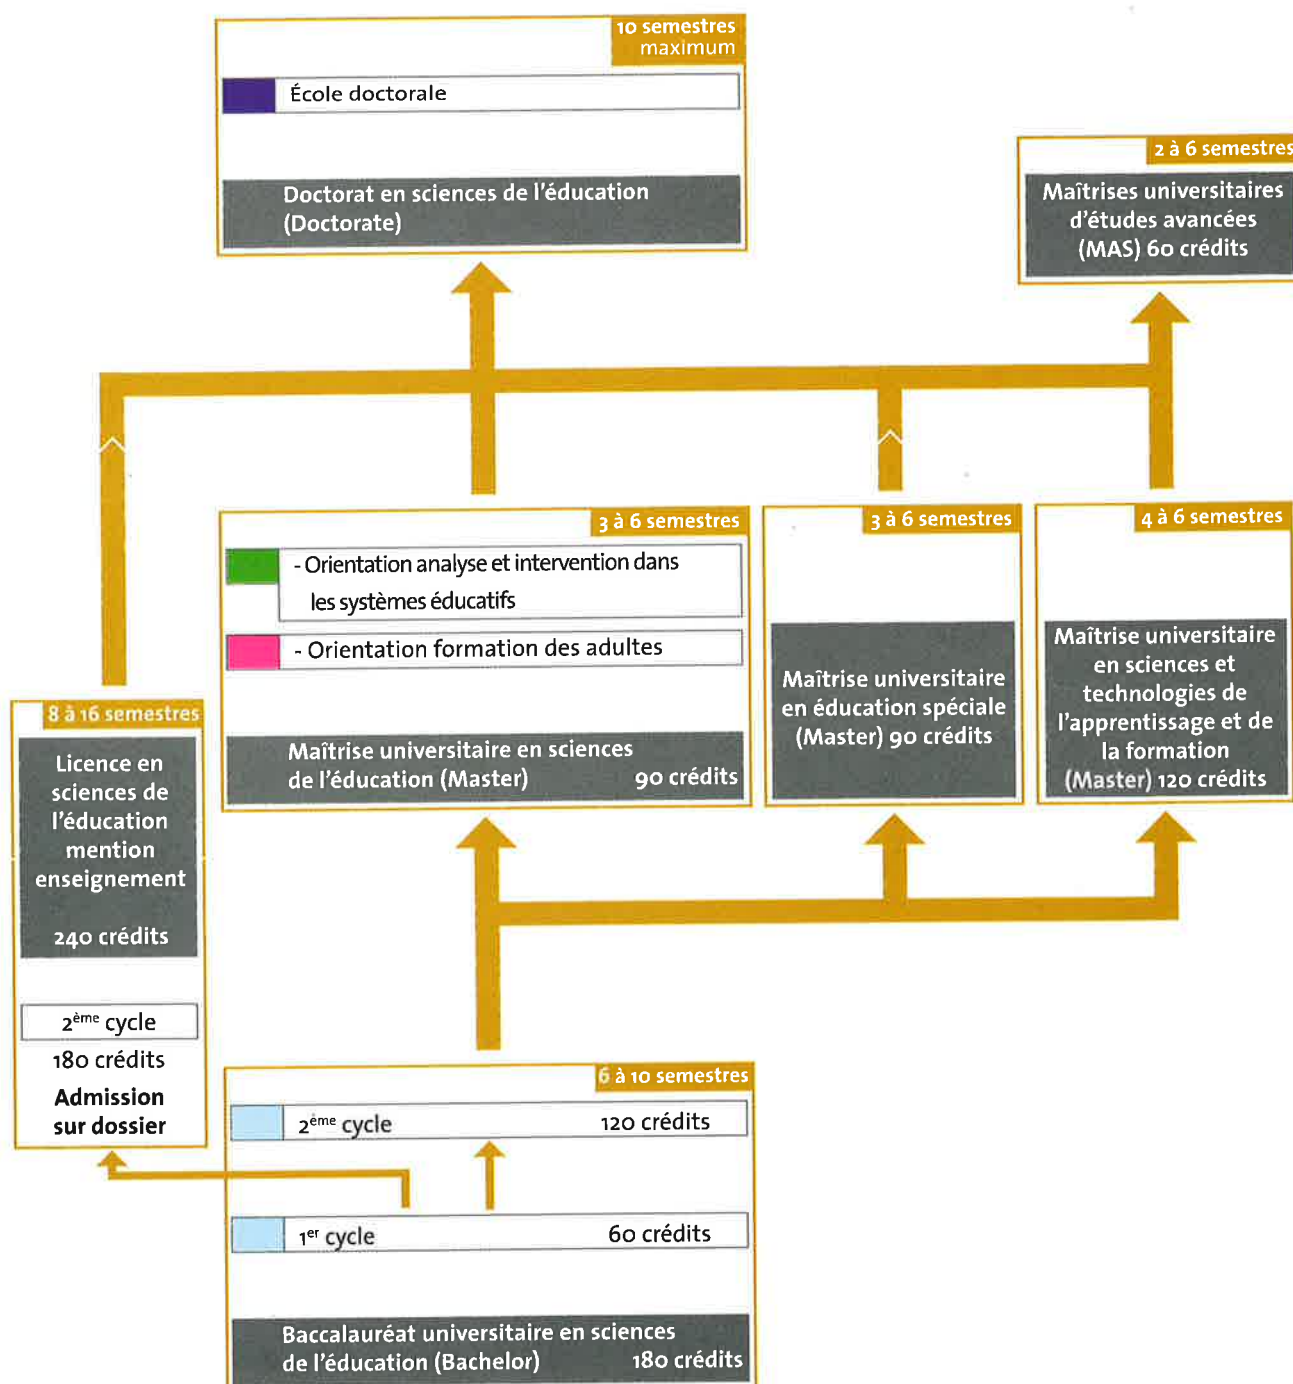 10 semestres
maximum
École doctorale
Doctorat en sciences de l'éducation
(Doctorate)
2 à 6 semestres
Maîtrises universitaires
d'études avancées
(MAS) 60 crédits
3 à 6 semestres
- Orientation analyse et intervention dans
les systèmes éducatifs
- Orientation formation des adultes
Maîtrise universitaire en sciences
de l'éducation (Master) 90 crédits
3 à 6 semestres
Maîtrise universitaire
en éducation spéciale
(Master) 90 crédits
4 à 6 semestres
Maîtrise universitaire
en sciences et
technologies de
l'apprentissage et de
la formation
(Master) 120 crédits
8 à 16 semestres
Licence en
sciences de
l'éducation
mention
enseignement
240 crédits
2ème cycle
180 crédits
Admission
sur dossier
6 à 10 semestres
2ème cycle 120 crédits
1er cycle 60 crédits
Baccalauréat universitaire en sciences
de l'éducation (Bachelor) 180 crédits